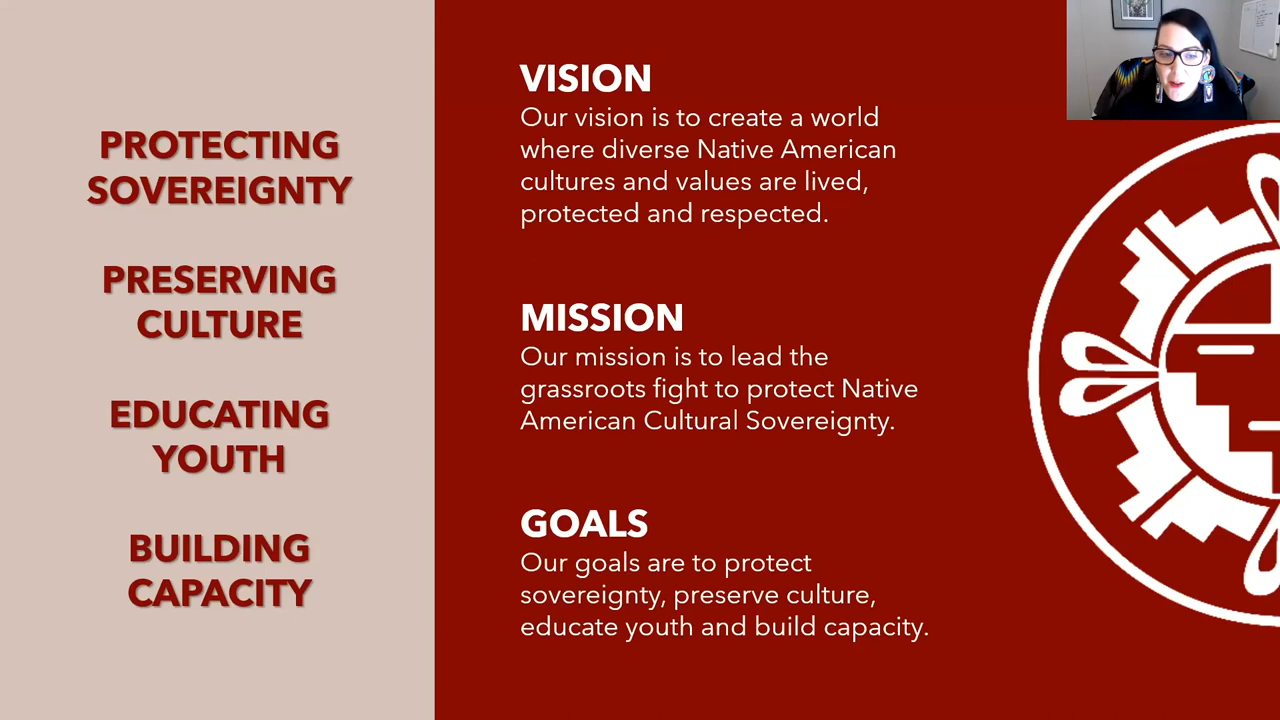 PROTECTING
SOVEREIGNTY
PRESERVING
CULTURE
EDUCATING
YOUTH
BUILDING
CAPACITY
VISION
Our vision is to create a world
where diverse Native American
cultures and values are lived,
protected and respected.
MISSION
Our mission is to lead the
grassroots fight to protect Native
American Cultural Sovereignty.
GOALS
Our goals are to protect
sovereignty, preserve culture,
educate youth and build capacity.